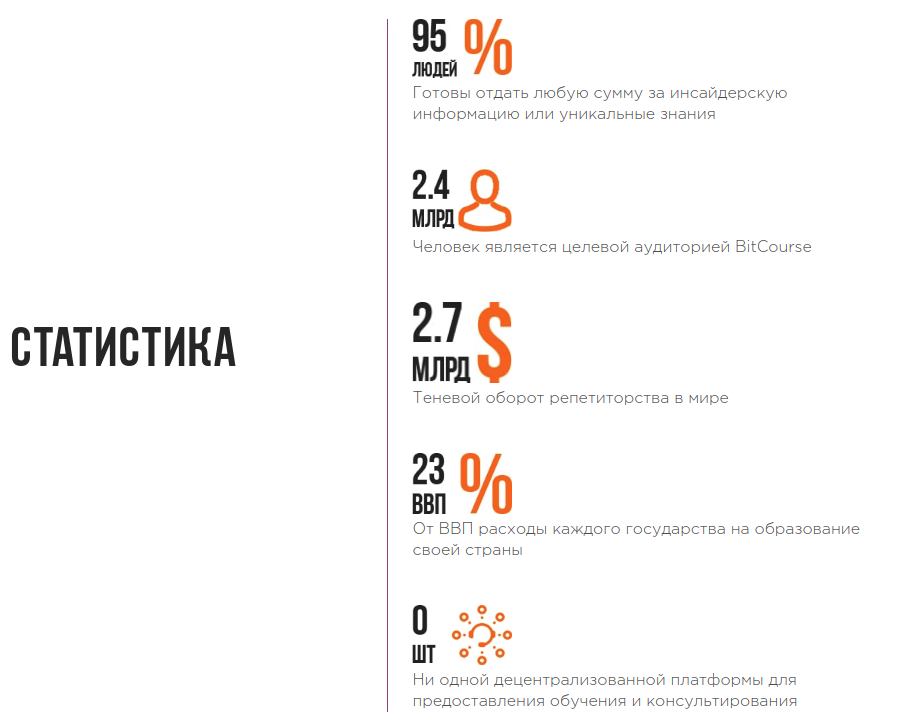 СТАТИСТИКА
95 %
ЛЮДЕЙ
Готовы отдать любую сумму за инсайдерскую
информацию или уникальные знания
2.4
МЛРД
Человек является целевой аудиторией BitCourse
2.7 $
МЛРД
Теневой оборот репетиторства в мире
23 %
ВВП
От ВВП расходы каждого государства на образование
своей страны
0
ШТ
Ни одной децентрализованной платформы для
предоставления обучения и консультирования